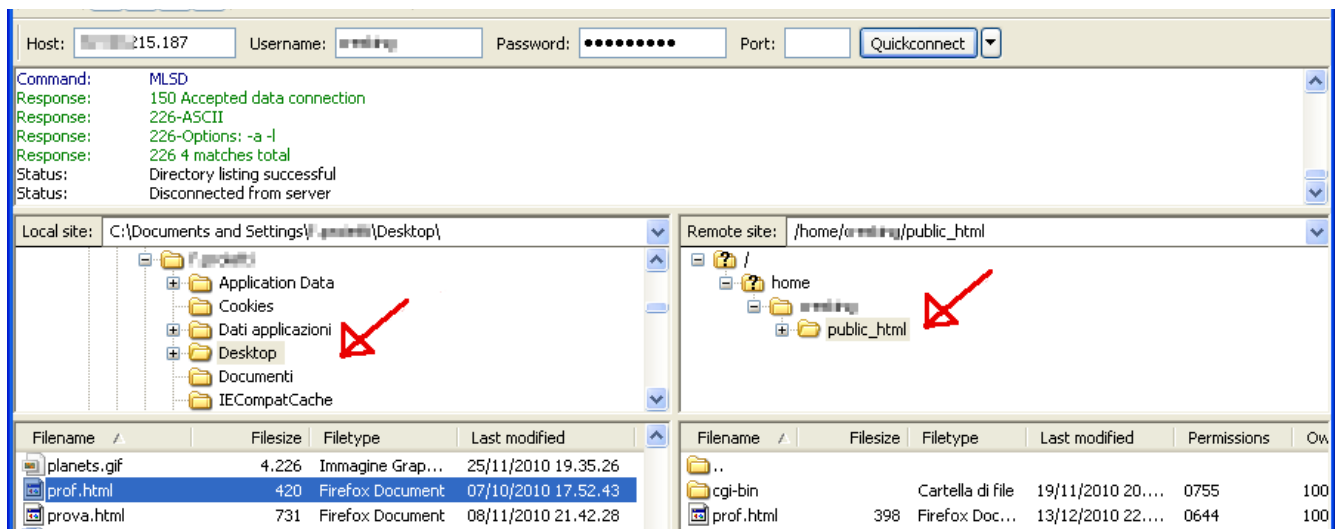 Host: 215.187 Username: Password: ●●●●●●●●● Port: Quickconnect
Command: MLSD
Response: 150 Accepted data connection
Response: 226-ASCII
Response: 226-Options: -a -l
Response: 226 4 matches total
Status: Directory listing successful
Status: Disconnected from server
Local site: C:\Documents and Settings\ \Desktop\
Application Data
Cookies
Dati applicazioni
Desktop
Documenti
IECompatCache
Remote site: /home/ /public_html
/
home
public_html
Filename Filesize Filetype Last modified
planets.gif 4.226 Immagine Grap... 25/11/2010 19.35.26
prof.html 420 Firefox Document 07/10/2010 17.52.43
prova.html 731 Firefox Document 08/11/2010 21.42.28
Filename Filesize Filetype Last modified Permissions Ow
..
cgi-bin Cartella di file 19/11/2010 20.... 0755 100
prof.html 398 Firefox Doc... 13/12/2010 22.... 0644 100